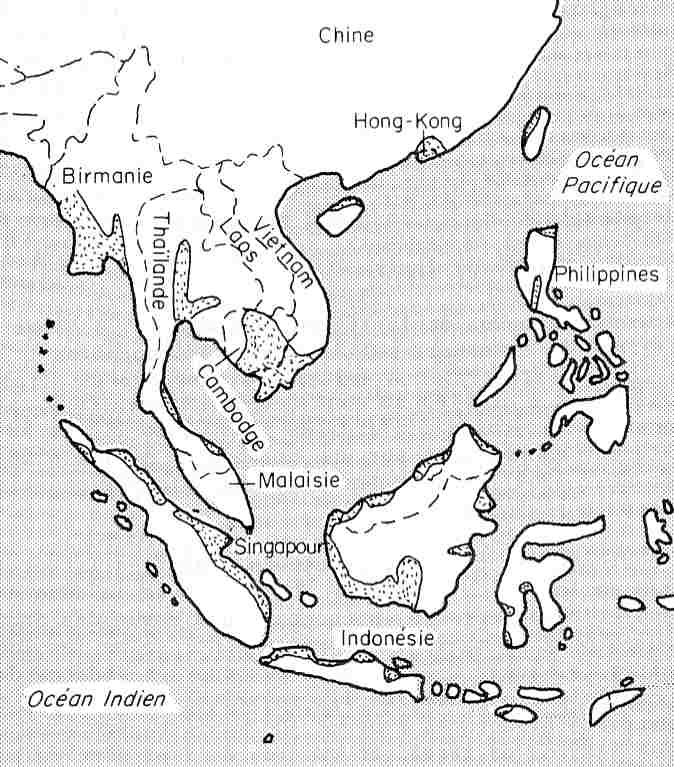 Chine
Hong-Kong
Océan
Pacifique
Birmanie
Thaïlande
Laos
Vietnam
Philippines
Cambodge
Malaisie
Singapour
Indonésie
Océan Indien